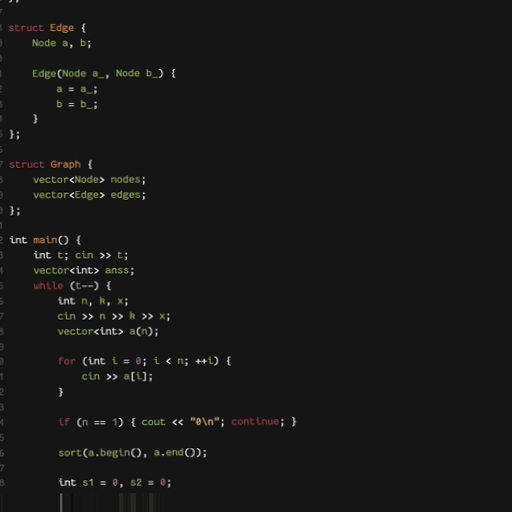 struct Edge {
    Node a, b;
    Edge(Node a_, Node b_) {
        a = a_;
        b = b_;
    }
};
struct Graph {
    vector<Node> nodes;
    vector<Edge> edges;
};
int main() {
    int t; cin >> t;
    vector<int> anss;
    while (t--) {
        int n, k, x;
        cin >> n >> k >> x;
        vector<int> a(n);
        for (int i = 0; i < n; ++i) {
            cin >> a[i];
        }
        if (n == 1) { cout << "0\n"; continue; }
        sort(a.begin(), a.end());
        int s1 = 0, s2 = 0;